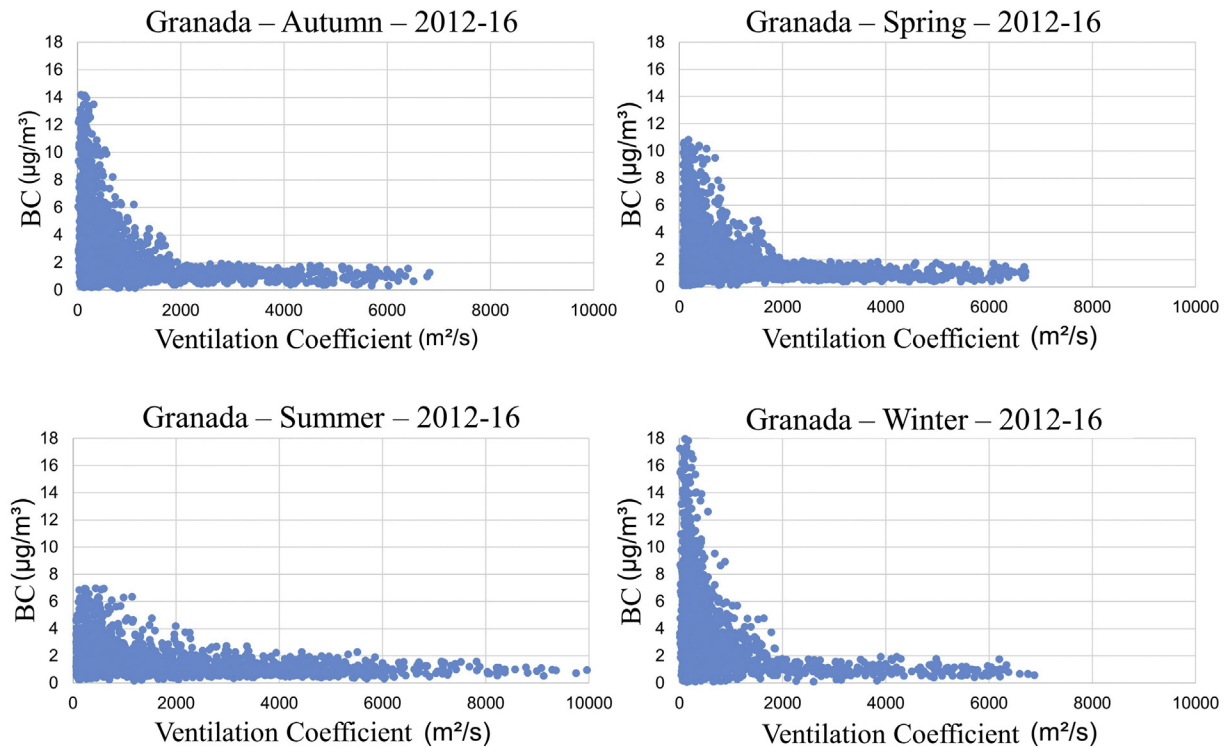 Granada – Autumn – 2012-16
18
16
14
12
10
8
6
4
2
0
BC (µg/m³)
0 2000 4000 6000 8000 10000
Ventilation Coefficient (m²/s)
Granada – Spring – 2012-16
18
16
14
12
10
8
6
4
2
0
BC (µg/m³)
0 2000 4000 6000 8000 10000
Ventilation Coefficient (m²/s)
Granada – Summer – 2012-16
18
16
14
12
10
8
6
4
2
0
BC (µg/m³)
0 2000 4000 6000 8000 10000
Ventilation Coefficient (m²/s)
Granada – Winter – 2012-16
18
16
14
12
10
8
6
4
2
0
BC (µg/m³)
0 2000 4000 6000 8000 10000
Ventilation Coefficient (m²/s)